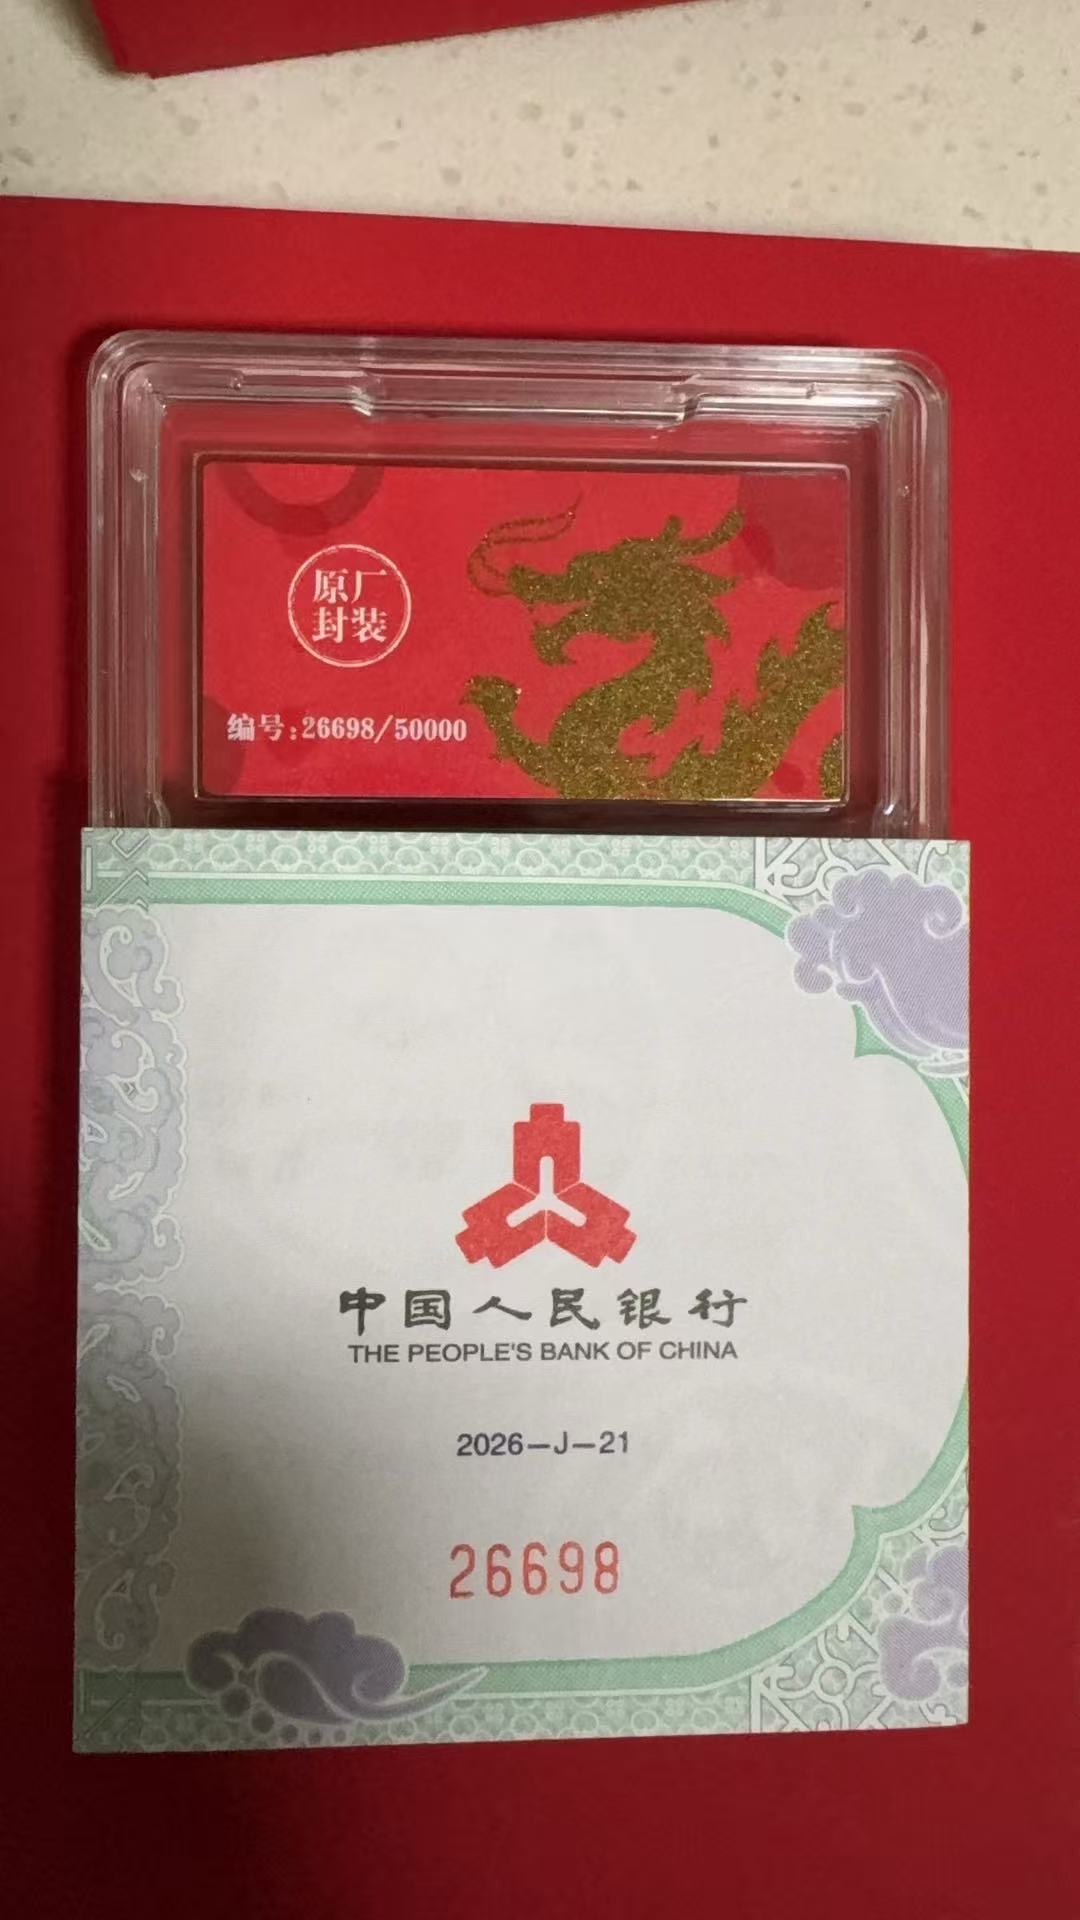 原厂
封装
编号:26698/50000
中国人民银行
THE PEOPLE'S BANK OF CHINA
2026-J-21
26698